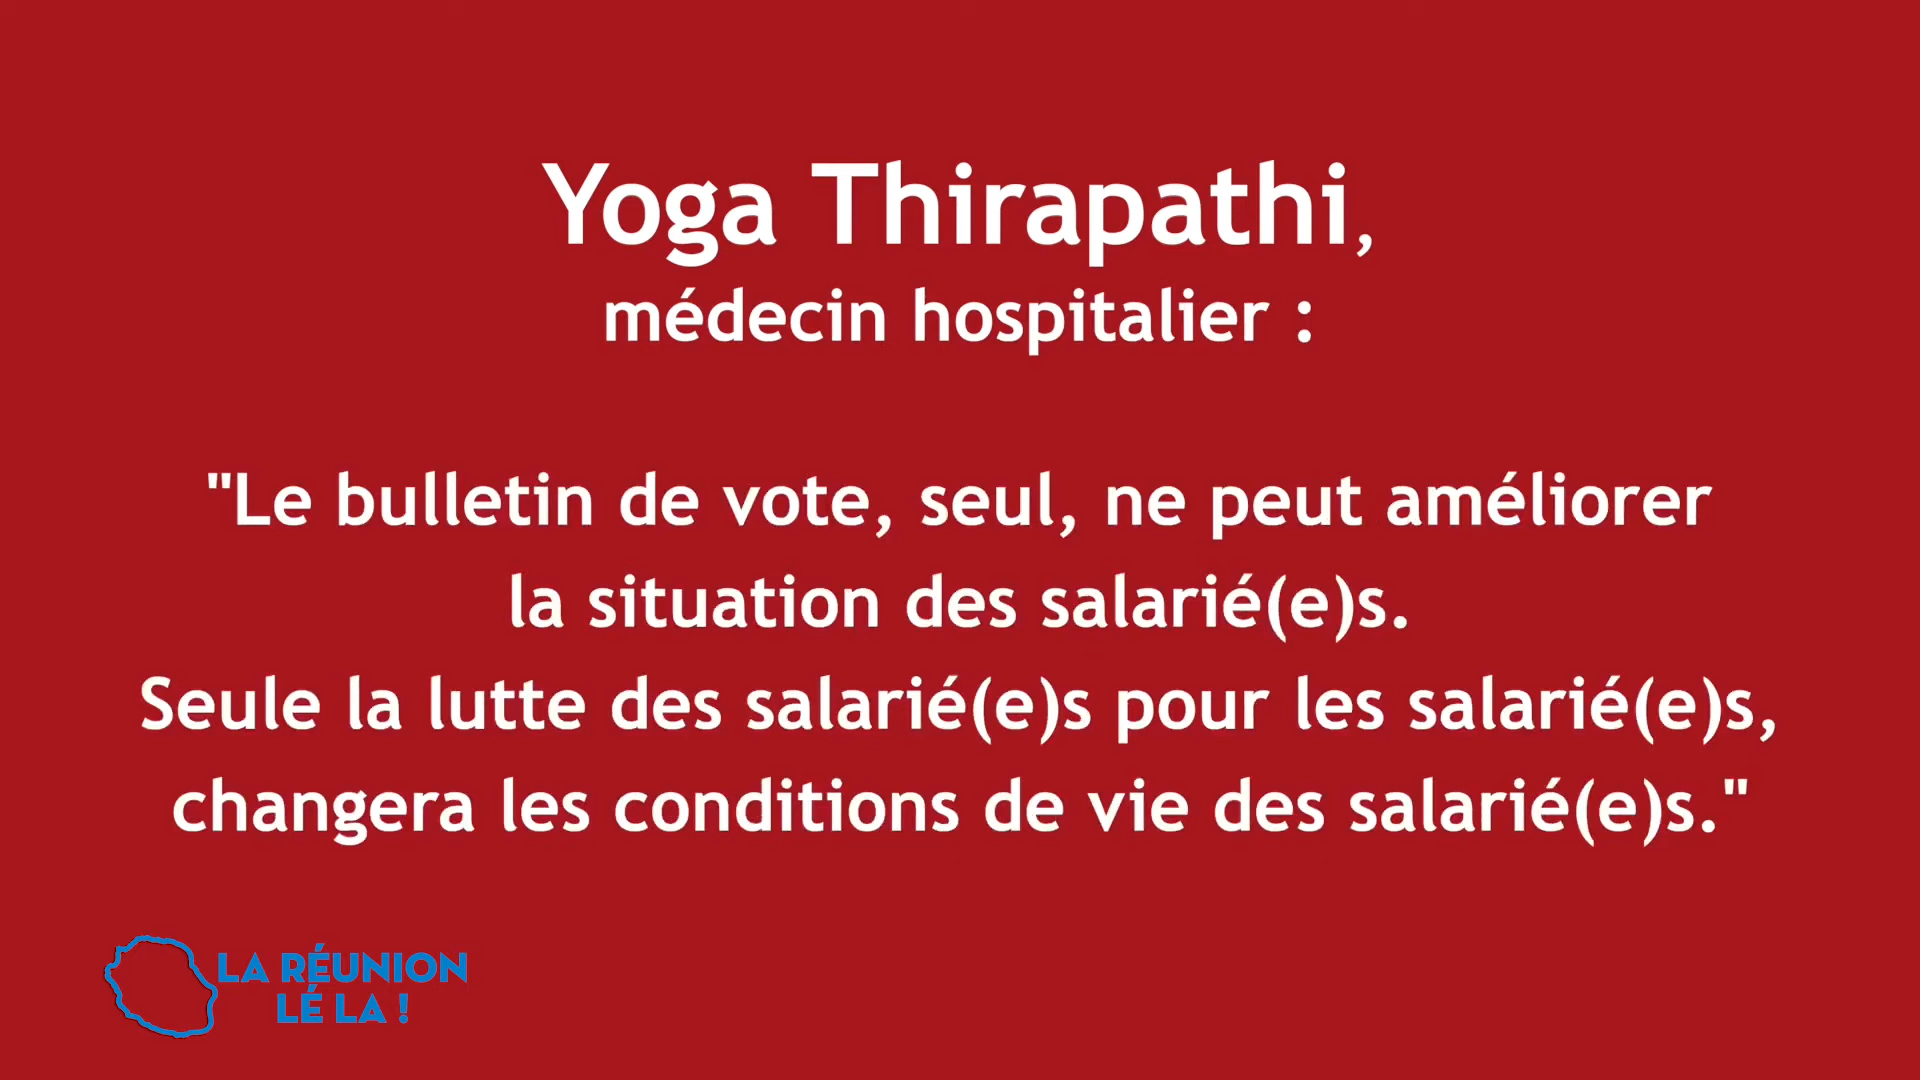 Yoga Thirapathi,
médecin hospitalier :
"Le bulletin de vote, seul, ne peut améliorer
la situation des salarié(e)s.
Seule la lutte des salarié(e)s pour les salarié(e)s,
changera les conditions de vie des salarié(e)s."
LA RÉUNION
LÉ LA !